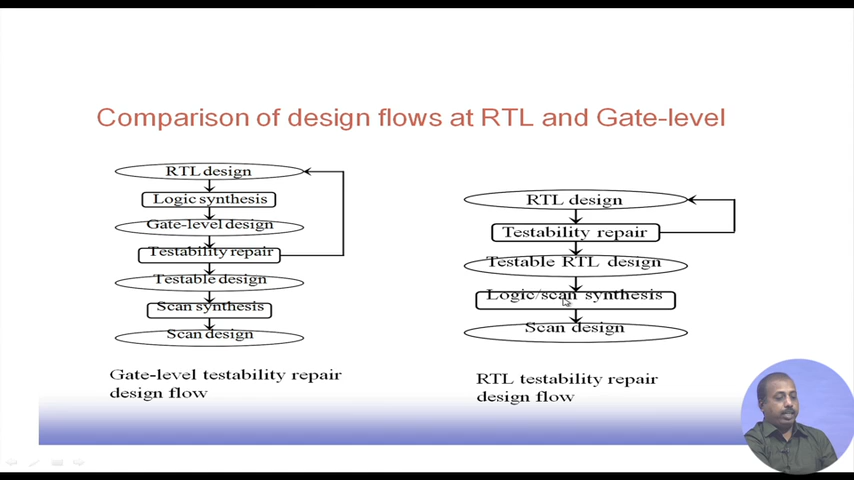 Comparison of design flows at RTL and Gate-level
RTL design
Logic synthesis
Gate-level design
Testability repair
Testable design
Scan synthesis
Scan design
Gate-level testability repair
design flow
RTL design
Testability repair
Testable RTL design
Logic/scan synthesis
Scan design
RTL testability repair
design flow